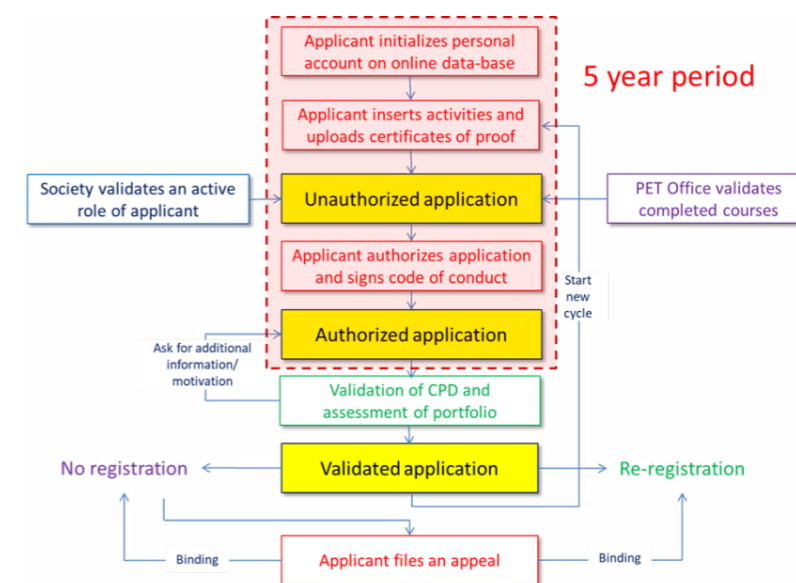 Applicant initializes personal
account on online data-base
5 year period
Applicant inserts activities and
uploads certificates of proof
Society validates an active
role of applicant
Unauthorized application
PET Office validates
completed courses
Applicant authorizes application
and signs code of conduct
Start
new
cycle
Authorized application
Ask for additional
information/
motivation
Validation of CPD and
assessment of portfolio
No registration
Validated application
Re-registration
Binding
Applicant files an appeal
Binding